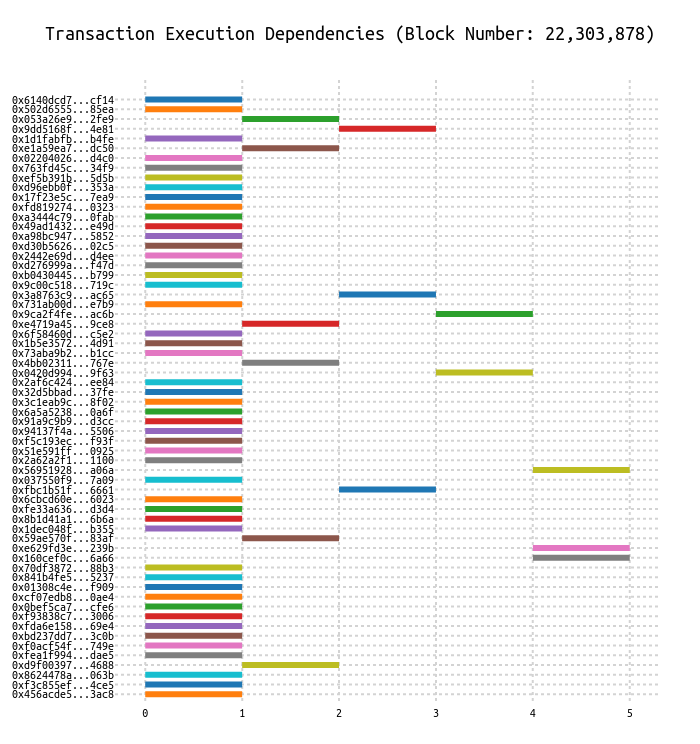 Transaction Execution Dependencies (Block Number: 22,303,878)
0x6140dcd7...cf14
0x502d6555...85ea
0x053a26e9...2fe9
0x9dd5168f...4e81
0x1d1fabfb...b4fe
0xe1a59ea7...dc50
0x02204026...d4c0
0x763fd45c...34f9
0xef5b391b...5d5b
0xd96ebb0f...353a
0x17f23e5c...7ea9
0xfd819274...0323
0xa3444c79...0fab
0x49ad1432...e49d
0xa98bc947...5852
0xd30b5626...02c5
0x2442e69d...d4ee
0xd276999a...f47d
0xb0430445...b799
0x9c00c518...719c
0x3a8763c9...ac65
0x731ab00d...e7b9
0x9ca2f4fe...ac6b
0xe4719a45...9ce8
0x6f58460d...c5e2
0x1b5e3572...4d91
0x73aba9b2...b1cc
0x4bb02311...767e
0x0420d994...9f63
0x2af6c424...ee84
0x32d5bbad...37fe
0x3c1eab9c...8f02
0x6a5a5238...0a6f
0x91a9c9b9...d3cc
0x94137f4a...5506
0xf5c193ec...f93f
0x51e591ff...0925
0x2a62a2f1...1100
0x56951928...a06a
0x037550f9...7a09
0xfbc1b51f...6661
0x6cbcd60e...6023
0xfe33a636...d3d4
0x8b1d41a1...6b6a
0x1dec048f...b355
0x59ae570f...83af
0xe629fd3e...239b
0x160cef0c...6a66
0x70df3872...88b3
0x841b4fe5...5237
0x01308c4e...f909
0xcf07edb8...0ae4
0x0bef5ca7...cfe6
0xf93838c7...3006
0xfda6e158...69e4
0xbd237dd7...3c0b
0xf0acf54f...749e
0xfea1f994...dae5
0xd9f00397...4688
0x8624478a...063b
0xf3c855ef...4ce5
0x456acde5...3ac8
0 1 2 3 4 5